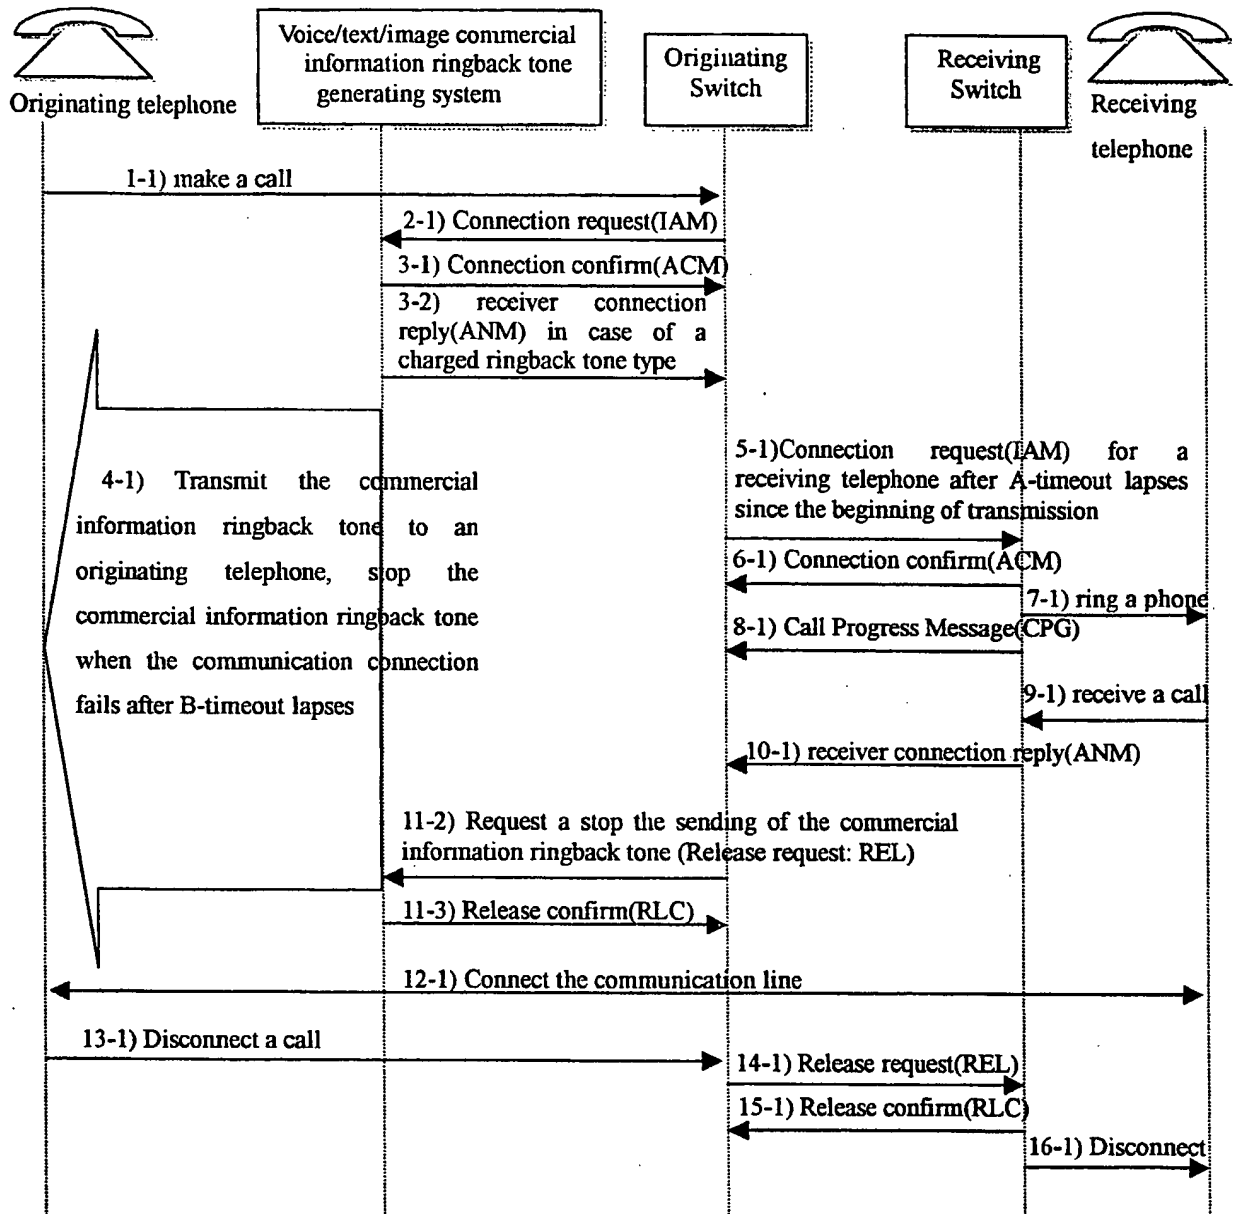 Originating telephone
Voice/text/image commercial
information ringback tone
generating system
Originating
Switch
Receiving
Switch
Receiving
telephone
1-1) make a call
2-1) Connection request(IAM)
3-1) Connection confirm(ACM)
3-2) receiver connection
reply(ANM) in case of a
charged ringback tone type
4-1) Transmit the commercial
information ringback tone to an
originating telephone, stop the
commercial information ringback tone
when the communication connection
fails after B-timeout lapses
5-1)Connection request(IAM) for a
receiving telephone after A-timeout lapses
since the beginning of transmission
6-1) Connection confirm(ACM)
7-1) ring a phone
8-1) Call Progress Message(CPG)
9-1) receive a call
10-1) receiver connection reply(ANM)
11-2) Request a stop the sending of the commercial
information ringback tone (Release request: REL)
11-3) Release confirm(RLC)
12-1) Connect the communication line
13-1) Disconnect a call
14-1) Release request(REL)
15-1) Release confirm(RLC)
16-1) Disconnect